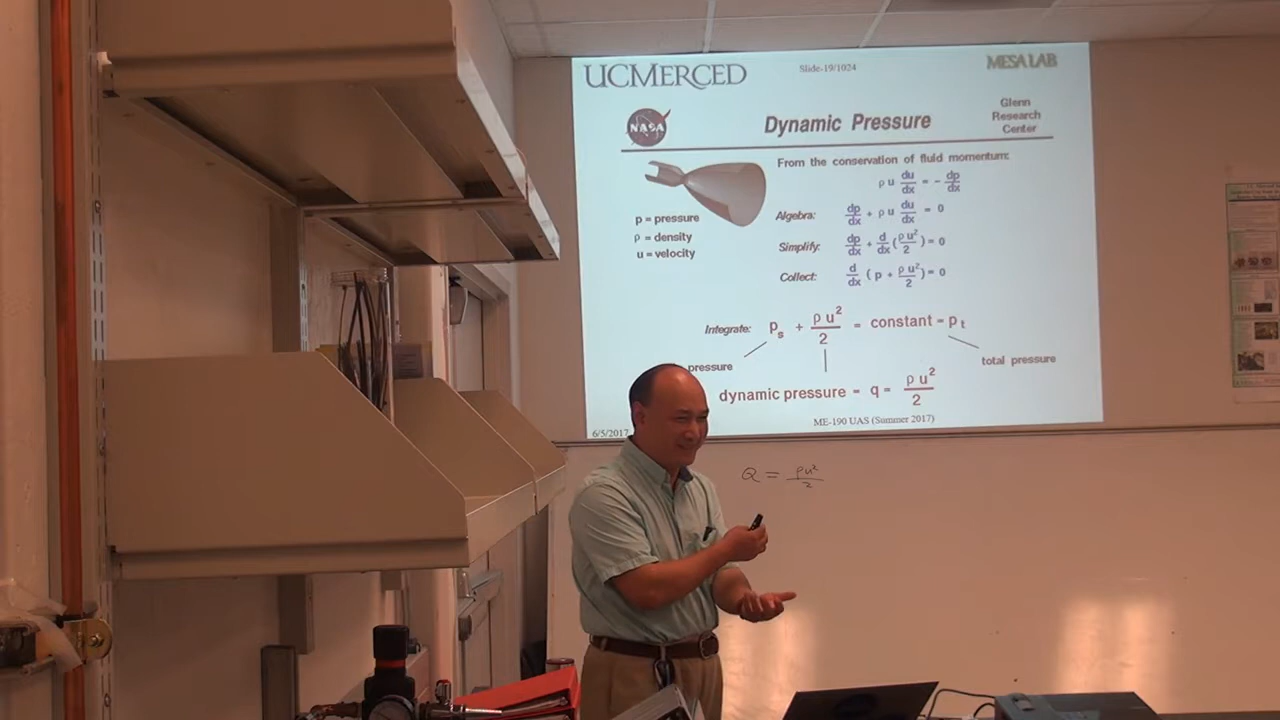 UCMERCED
Slide-19/1024
MESA LAB
NASA
Dynamic Pressure
Glenn
Research
Center
From the conservation of fluid momentum:
ρ u du/dx = - dp/dx
p = pressure
ρ = density
u = velocity
Algebra: dp/dx + ρ u du/dx = 0
Simplify: dp/dx + d/dx (ρ u²/2) = 0
Collect: d/dx ( p + ρ u²/2 ) = 0
Integrate: pₛ + ρ u²/2 = constant = pₜ
pressure
total pressure
dynamic pressure = q = ρ u²/2
6/5/2017
ME-190 UAS (Summer 2017)
Q = ρu²/2